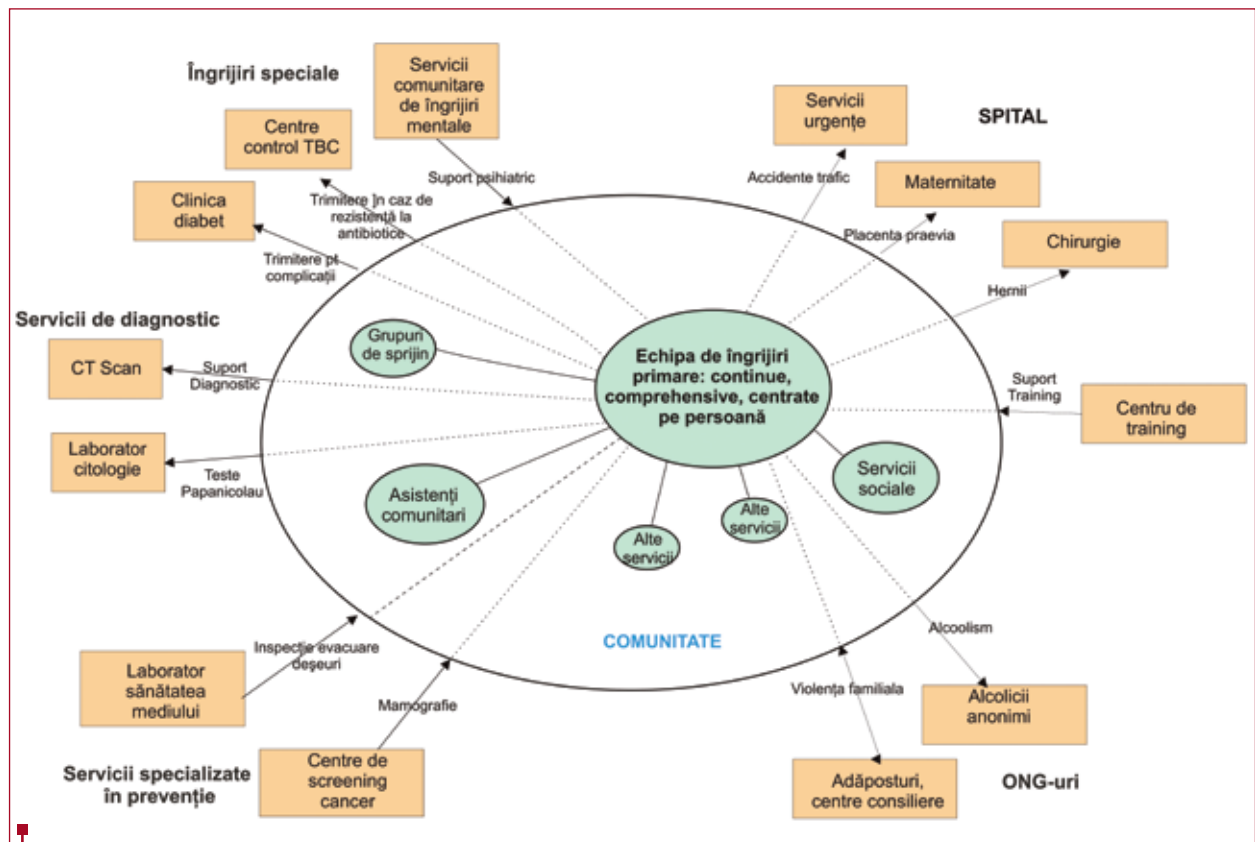 Îngrijiri speciale
Servicii
comunitare
de îngrijiri
mentale
Centre
control TBC
Clinica
diabet
Suport psihiatric
Trimitere în caz de
rezistență la
antibiotice
Trimitere pt
complicații
Servicii
urgențe
SPITAL
Maternitate
Chirurgie
Accidente trafic
Placenta praevia
Hernii
Servicii de diagnostic
CT Scan
Suport
Diagnostic
Laborator
citologie
Teste
Papanicolau
Grupuri
de sprijin
Echipa de îngrijiri
primare: continue,
comprehensive, centrate
pe persoană
Suport
Training
Centru de
training
Asistenți
comunitari
Alte
servicii
Alte
servicii
Servicii
sociale
COMUNITATE
Inspecție evacuare
deșeuri
Laborator
sănătatea
mediului
Mamografie
Servicii specializate
în prevenție
Centre de
screening
cancer
Violența familiala
Alcoolism
Alcolicii
anonimi
Adăposturi,
centre consiliere
ONG-uri